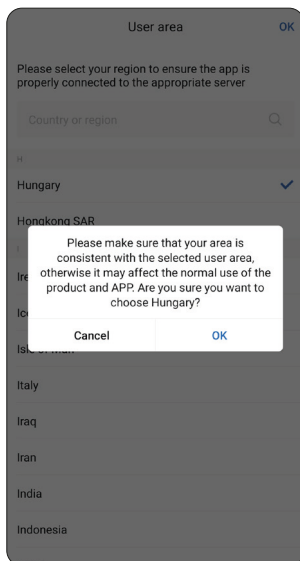 User area
OK
Please select your region to ensure the app is
properly connected to the appropriate server
Country or region
H
Hungary
Hongkong SAR
I
Please make sure that your area is
consistent with the selected user area,
otherwise it may affect the normal use of the
product and APP. Are you sure you want to
choose Hungary?
Cancel
OK
Isle of Man
Italy
Iraq
Iran
India
Indonesia